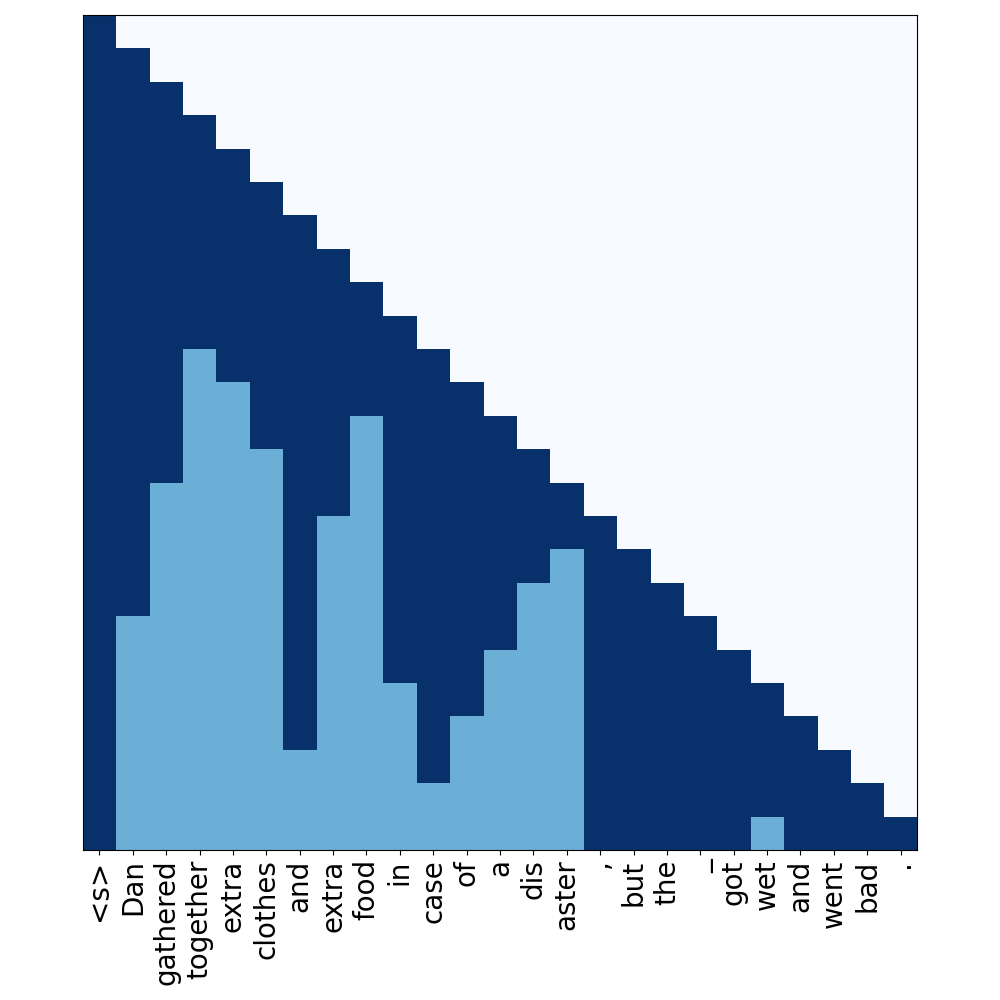 <s>
Dan
gathered
together
extra
clothes
and
extra
food
in
case
of
a
dis
aster
,
but
the
_
got
wet
and
went
bad
.